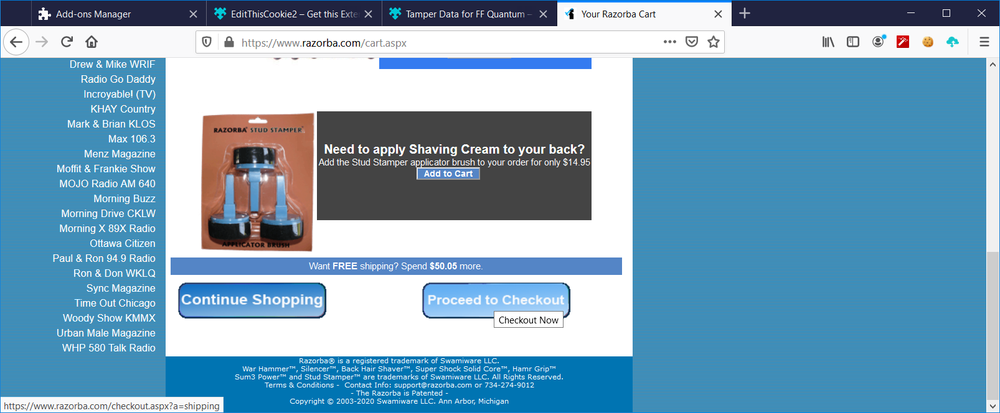 Add-ons Manager
EditThisCookie2 – Get this Exte
Tamper Data for FF Quantum –
Your Razorba Cart
https://www.razorba.com/cart.aspx
Drew & Mike WRIF
Radio Go Daddy
Incroyable! (TV)
KHAY Country
Mark & Brian KLOS
Max 106.3
Menz Magazine
Moffit & Frankie Show
MOJO Radio AM 640
Morning Buzz
Morning Drive CKLW
Morning X 89X Radio
Ottawa Citizen
Paul & Ron 94.9 Radio
Ron & Don WKLQ
Sync Magazine
Time Out Chicago
Woody Show KMMX
Urban Male Magazine
WHP 580 Talk Radio
RAZORBA® STUD STAMPER™
APPLICATOR BRUSH
Need to apply Shaving Cream to your back?
Add the Stud Stamper applicator brush to your order for only $14.95
Add to Cart
Want FREE shipping? Spend $50.05 more.
Continue Shopping
Proceed to Checkout
Checkout Now
Razorba® is a registered trademark of Swamiware LLC.
War Hammer™, Silencer™, Back Hair Shaver™, Super Shock Solid Core™, Hamr Grip™
Sum3 Power™ and Stud Stamper™ are trademarks of Swamiware LLC. All Rights Reserved.
Terms & Conditions - Contact Info: support@razorba.com or 734-274-9012
- The Razorba is Patented -
Copyright © 2003-2020 Swamiware LLC. Ann Arbor, Michigan
https://www.razorba.com/checkout.aspx?a=shipping